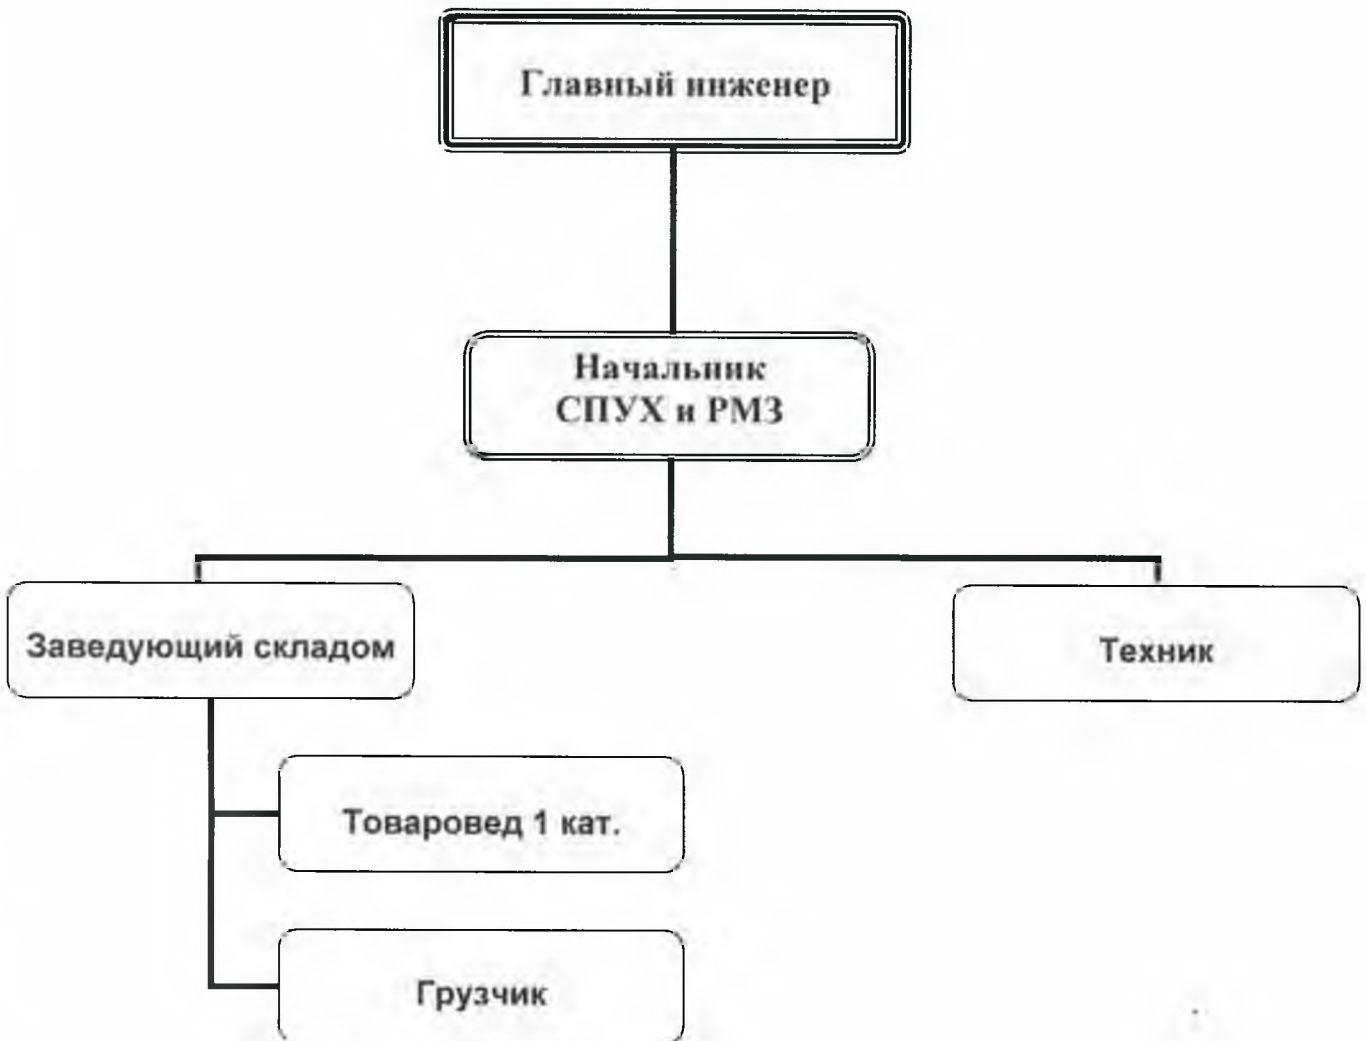 Главный инженер
Начальник
СПУХ и РМЗ
Заведующий складом
Техник
Товаровед 1 кат.
Грузчик